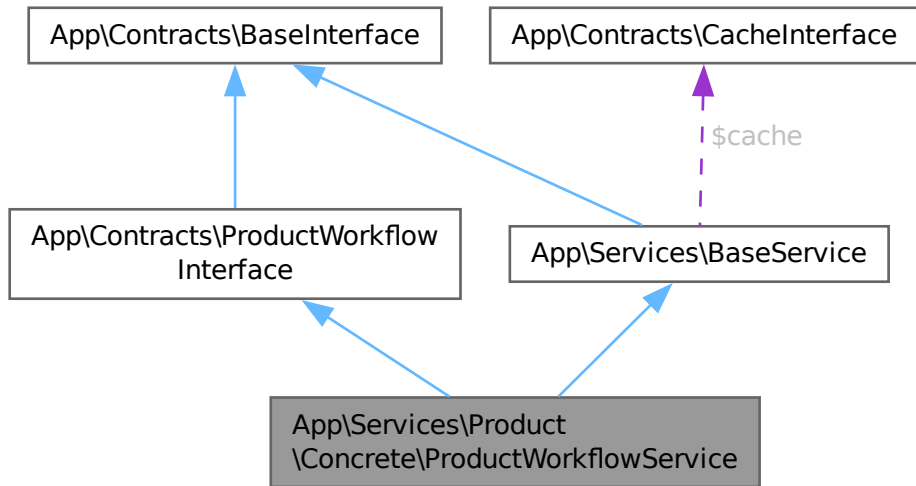 App\Contracts\BaseInterface
App\Contracts\CacheInterface
$cache
App\Contracts\ProductWorkflow
Interface
App\Services\BaseService
App\Services\Product
\Concrete\ProductWorkflowService